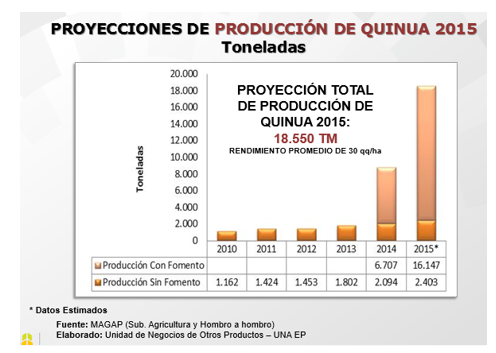 PROYECCIONES DE PRODUCCIÓN DE QUINUA 2015
Toneladas
PROYECCIÓN TOTAL
DE PRODUCCIÓN DE
QUINUA 2015:
18.550 TM
RENDIMIENTO PROMEDIO DE 30 qq/ha
Toneladas
20.000
18.000
16.000
14.000
12.000
10.000
8.000
6.000
4.000
2.000
0
2010 2011 2012 2013 2014 2015*
Producción Con Fomento 6.707 16.147
Producción Sin Fomento 1.162 1.424 1.453 1.802 2.094 2.403
* Datos Estimados
Fuente: MAGAP (Sub. Agricultura y Hombro a hombro)
Elaborado: Unidad de Negocios de Otros Productos – UNA EP